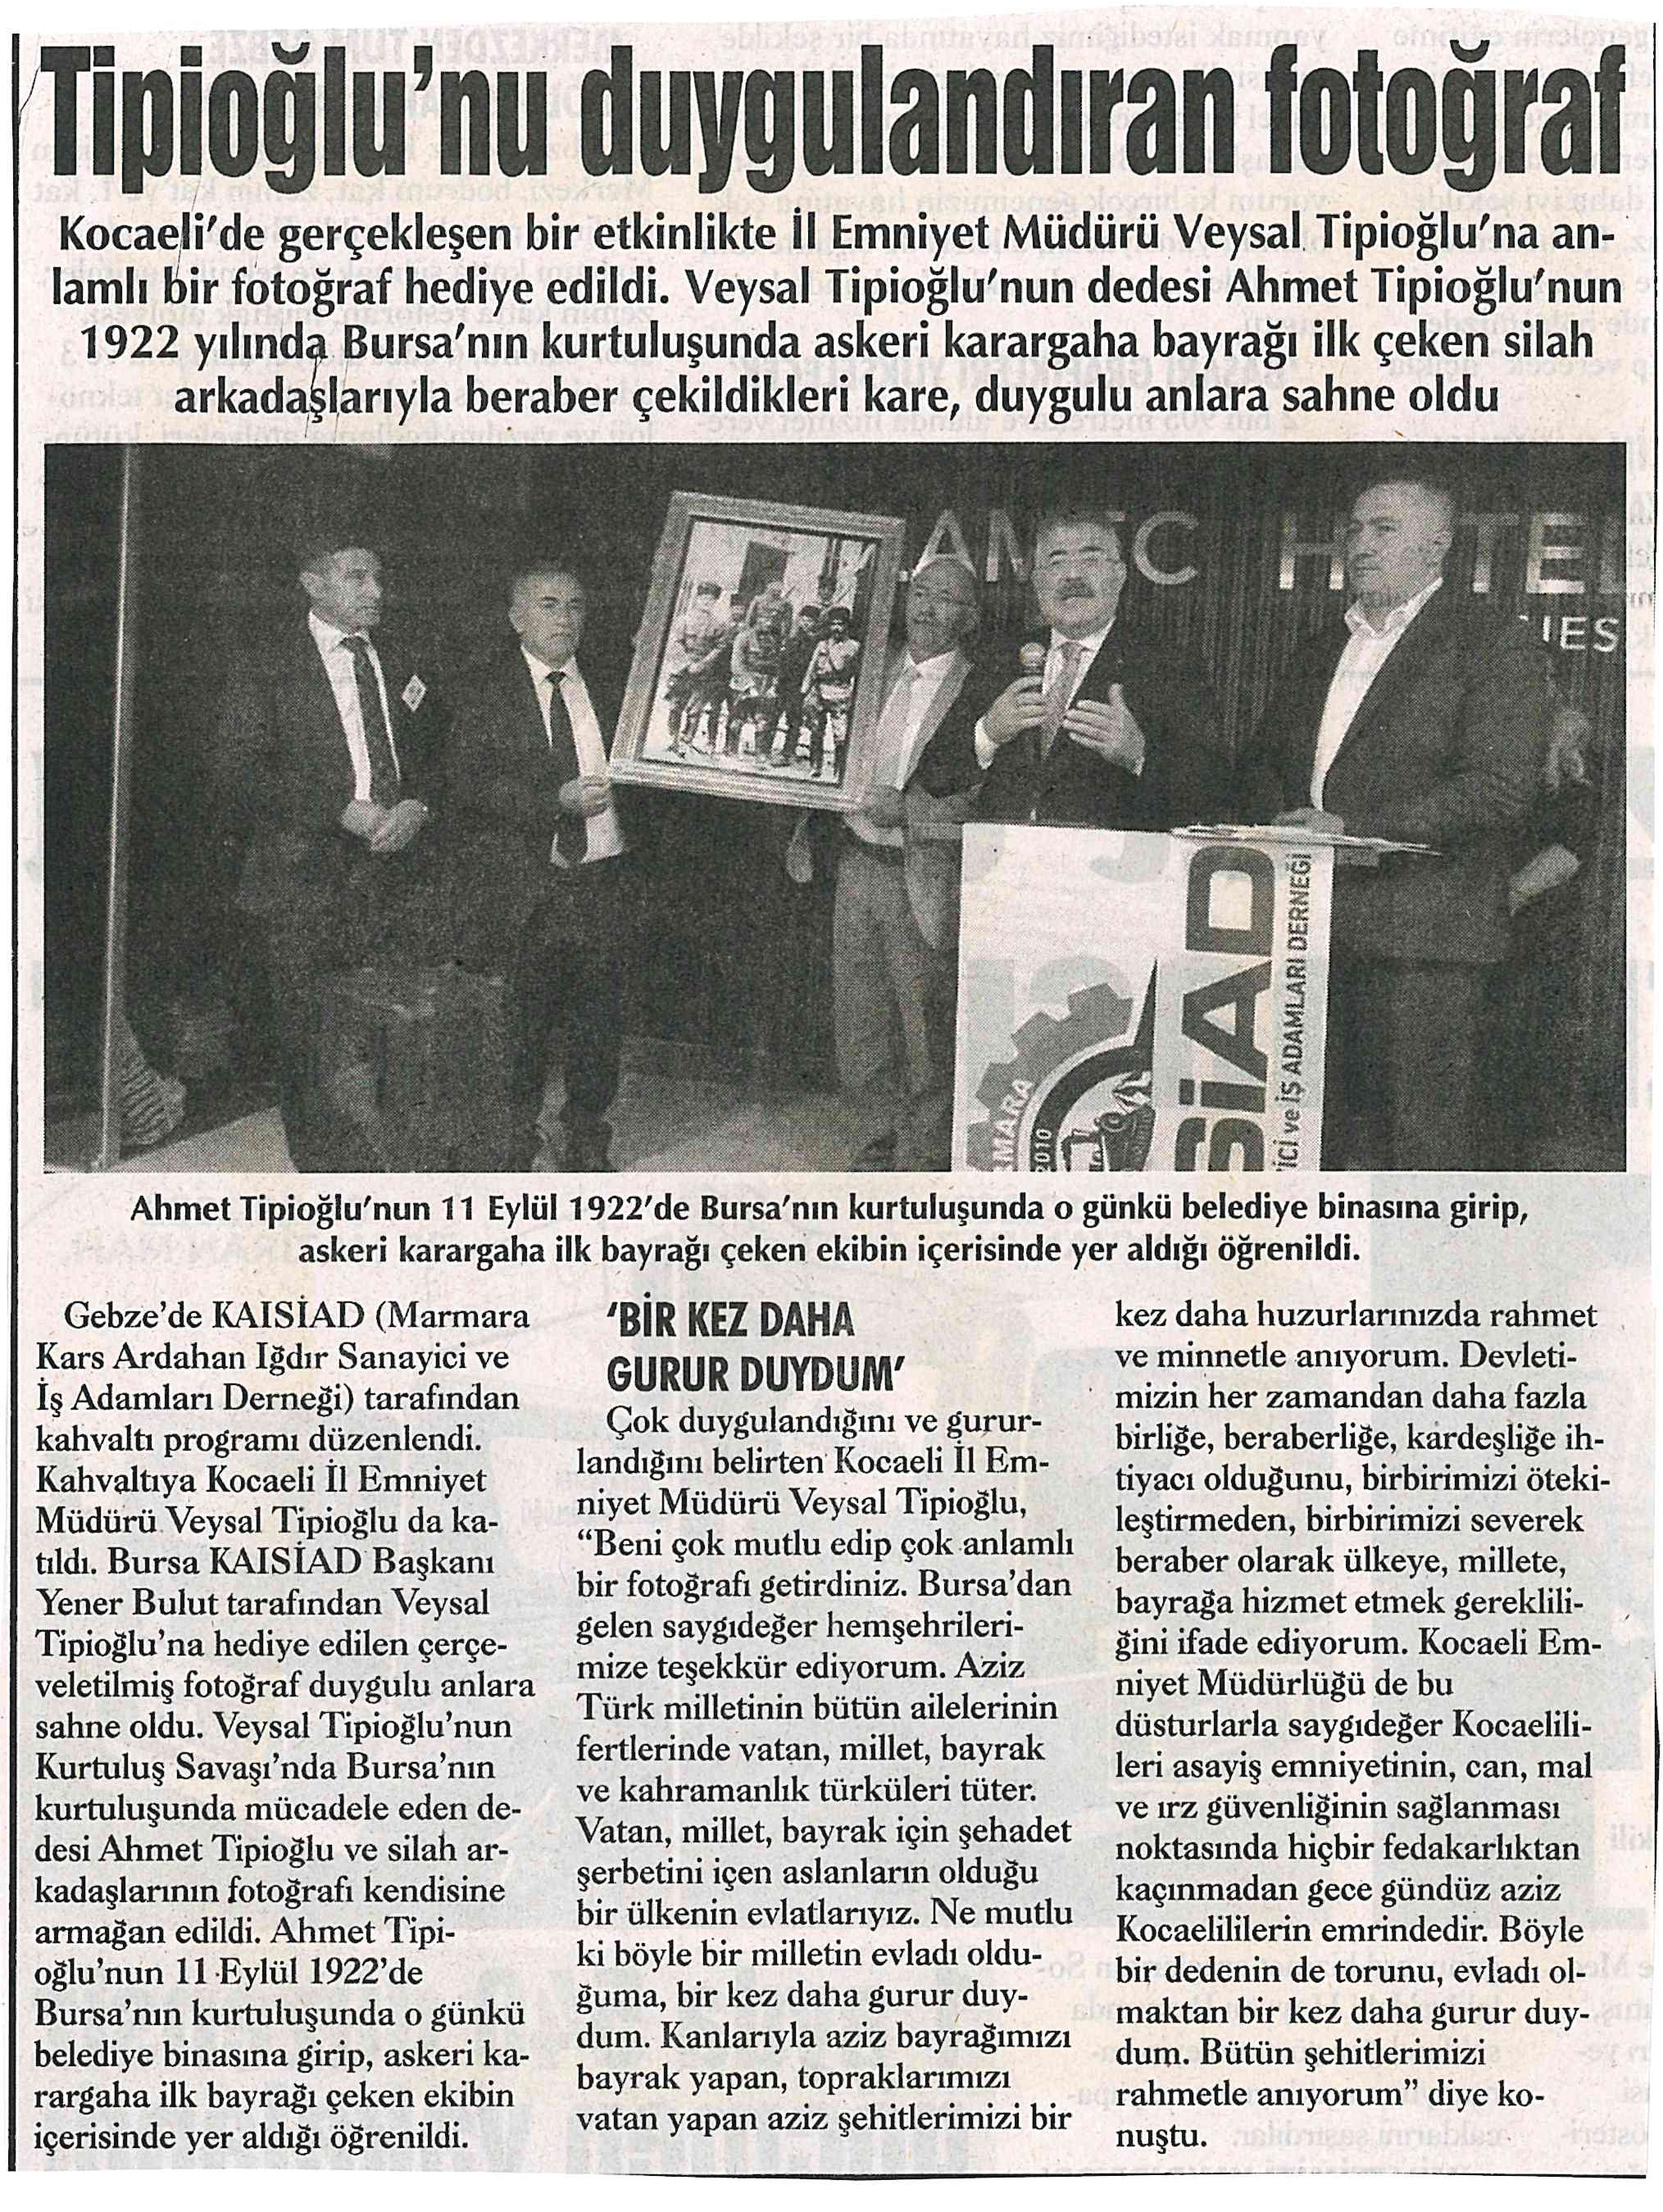 Tipioğlu'nu duygulandıran fotoğraf
Kocaeli'de gerçekleşen bir etkinlikte İl Emniyet Müdürü Veysal Tipioğlu'na an-
lamlı bir fotoğraf hediye edildi. Veysal Tipioğlu'nun dedesi Ahmet Tipioğlu'nun
1922 yılında Bursa'nın kurtuluşunda askeri karargaha bayrağı ilk çeken silah
arkadaşlarıyla beraber çekildikleri kare, duygulu anlara sahne oldu
SİAD
İCİ ve İŞ ADAMLARI DERNEĞİ
RMARA
2010
Ahmet Tipioğlu'nun 11 Eylül 1922'de Bursa'nın kurtuluşunda o günkü belediye binasına girip,
askeri karargaha ilk bayrağı çeken ekibin içerisinde yer aldığı öğrenildi.
Gebze'de KAISİAD (Marmara
Kars Ardahan Iğdır Sanayici ve
İş Adamları Derneği) tarafından
kahvaltı programı düzenlendi.
Kahvaltıya Kocaeli İl Emniyet
Müdürü Veysal Tipioğlu da ka-
tıldı. Bursa KAISİAD Başkanı
Yener Bulut tarafından Veysal
Tipioğlu'na hediye edilen çerçe-
veletilmiş fotoğraf duygulu anlara
sahne oldu. Veysal Tipioğlu'nun
Kurtuluş Savaşı'nda Bursa'nın
kurtuluşunda mücadele eden de-
desi Ahmet Tipioğlu ve silah ar-
kadaşlarının fotoğrafı kendisine
armağan edildi. Ahmet Tipi-
oğlu'nun 11 Eylül 1922'de
Bursa'nın kurtuluşunda o günkü
belediye binasına girip, askeri ka-
rargaha ilk bayrağı çeken ekibin
içerisinde yer aldığı öğrenildi.
'BİR KEZ DAHA
GURUR DUYDUM'
Çok duygulandığını ve gurur-
landığını belirten Kocaeli İl Em-
niyet Müdürü Veysal Tipioğlu,
“Beni çok mutlu edip çok anlamlı
bir fotoğrafı getirdiniz. Bursa'dan
gelen saygıdeğer hemşehrileri-
mize teşekkür ediyorum. Aziz
Türk milletinin bütün ailelerinin
fertlerinde vatan, millet, bayrak
ve kahramanlık türküleri tüter.
Vatan, millet, bayrak için şehadet
şerbetini içen aslanların olduğu
bir ülkenin evlatlarıyız. Ne mutlu
ki böyle bir milletin evladı oldu-
ğuma, bir kez daha gurur duy-
dum. Kanlarıyla aziz bayrağımızı
bayrak yapan, topraklarımızı
vatan yapan aziz şehitlerimizi bir
kez daha huzurlarınızda rahmet
ve minnetle anıyorum. Devleti-
mizin her zamandan daha fazla
birliğe, beraberliğe, kardeşliğe ih-
tiyacı olduğunu, birbirimizi öteki-
leştirmeden, birbirimizi severek
beraber olarak ülkeye, millete,
bayrağa hizmet etmek gereklili-
ğini ifade ediyorum. Kocaeli Em-
niyet Müdürlüğü de bu
düsturlarla saygıdeğer Kocaelili-
leri asayiş emniyetinin, can, mal
ve ırz güvenliğinin sağlanması
noktasında hiçbir fedakarlıktan
kaçınmadan gece gündüz aziz
Kocaelililerin emrindedir. Böyle
bir dedenin de torunu, evladı ol-
maktan bir kez daha gurur duy-
dum. Bütün şehitlerimizi
rahmetle anıyorum” diye ko-
nuştu.